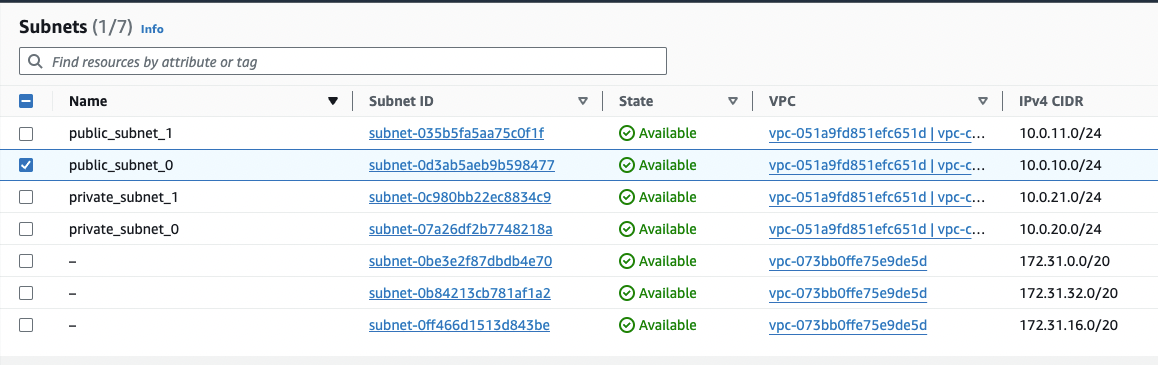 Subnets (1/7) Info
Find resources by attribute or tag
Name Subnet ID State VPC IPv4 CIDR
public_subnet_1 subnet-035b5fa5aa75c0f1f Available vpc-051a9fd851efc651d | vpc-c... 10.0.11.0/24
public_subnet_0 subnet-0d3ab5aeb9b598477 Available vpc-051a9fd851efc651d | vpc-c... 10.0.10.0/24
private_subnet_1 subnet-0c980bb22ec8834c9 Available vpc-051a9fd851efc651d | vpc-c... 10.0.21.0/24
private_subnet_0 subnet-07a26df2b7748218a Available vpc-051a9fd851efc651d | vpc-c... 10.0.20.0/24
– subnet-0be3e2f87dbdb4e70 Available vpc-073bb0ffe75e9de5d 172.31.0.0/20
– subnet-0b84213cb781af1a2 Available vpc-073bb0ffe75e9de5d 172.31.32.0/20
– subnet-0ff466d1513d843be Available vpc-073bb0ffe75e9de5d 172.31.16.0/20